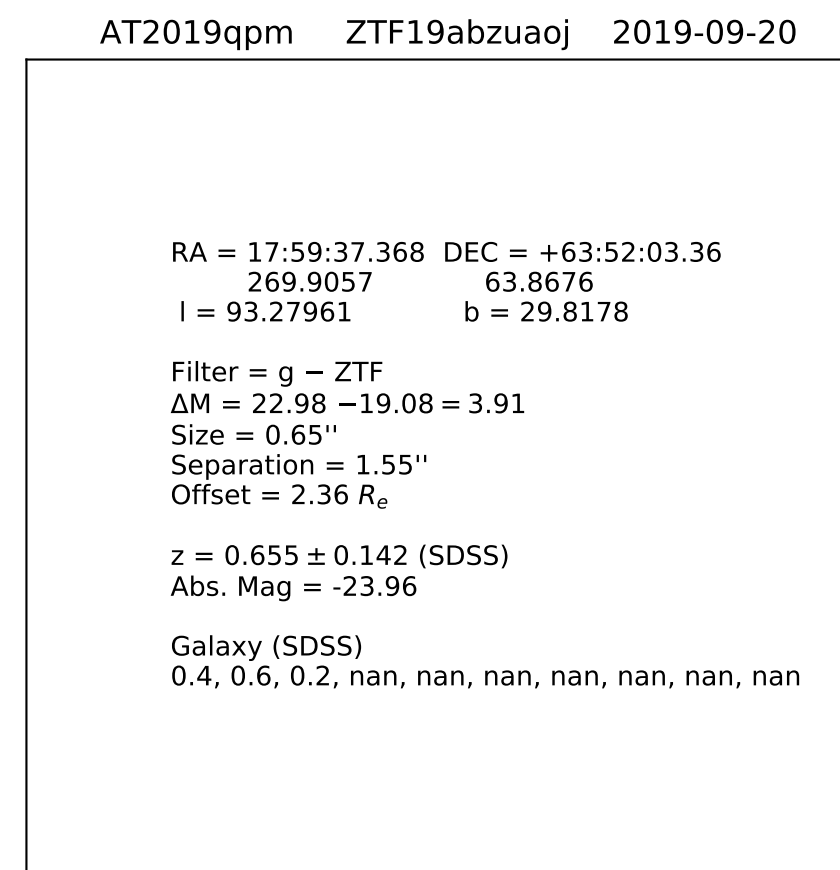 AT2019qpm ZTF19abzuaoj 2019-09-20
RA = 17:59:37.368 DEC = +63:52:03.36
269.9057 63.8676
l = 93.27961 b = 29.8178
Filter = g − ZTF
ΔM = 22.98 −19.08 = 3.91
Size = 0.65''
Separation = 1.55''
Offset = 2.36 Re
z = 0.655 ± 0.142 (SDSS)
Abs. Mag = -23.96
Galaxy (SDSS)
0.4, 0.6, 0.2, nan, nan, nan, nan, nan, nan, nan